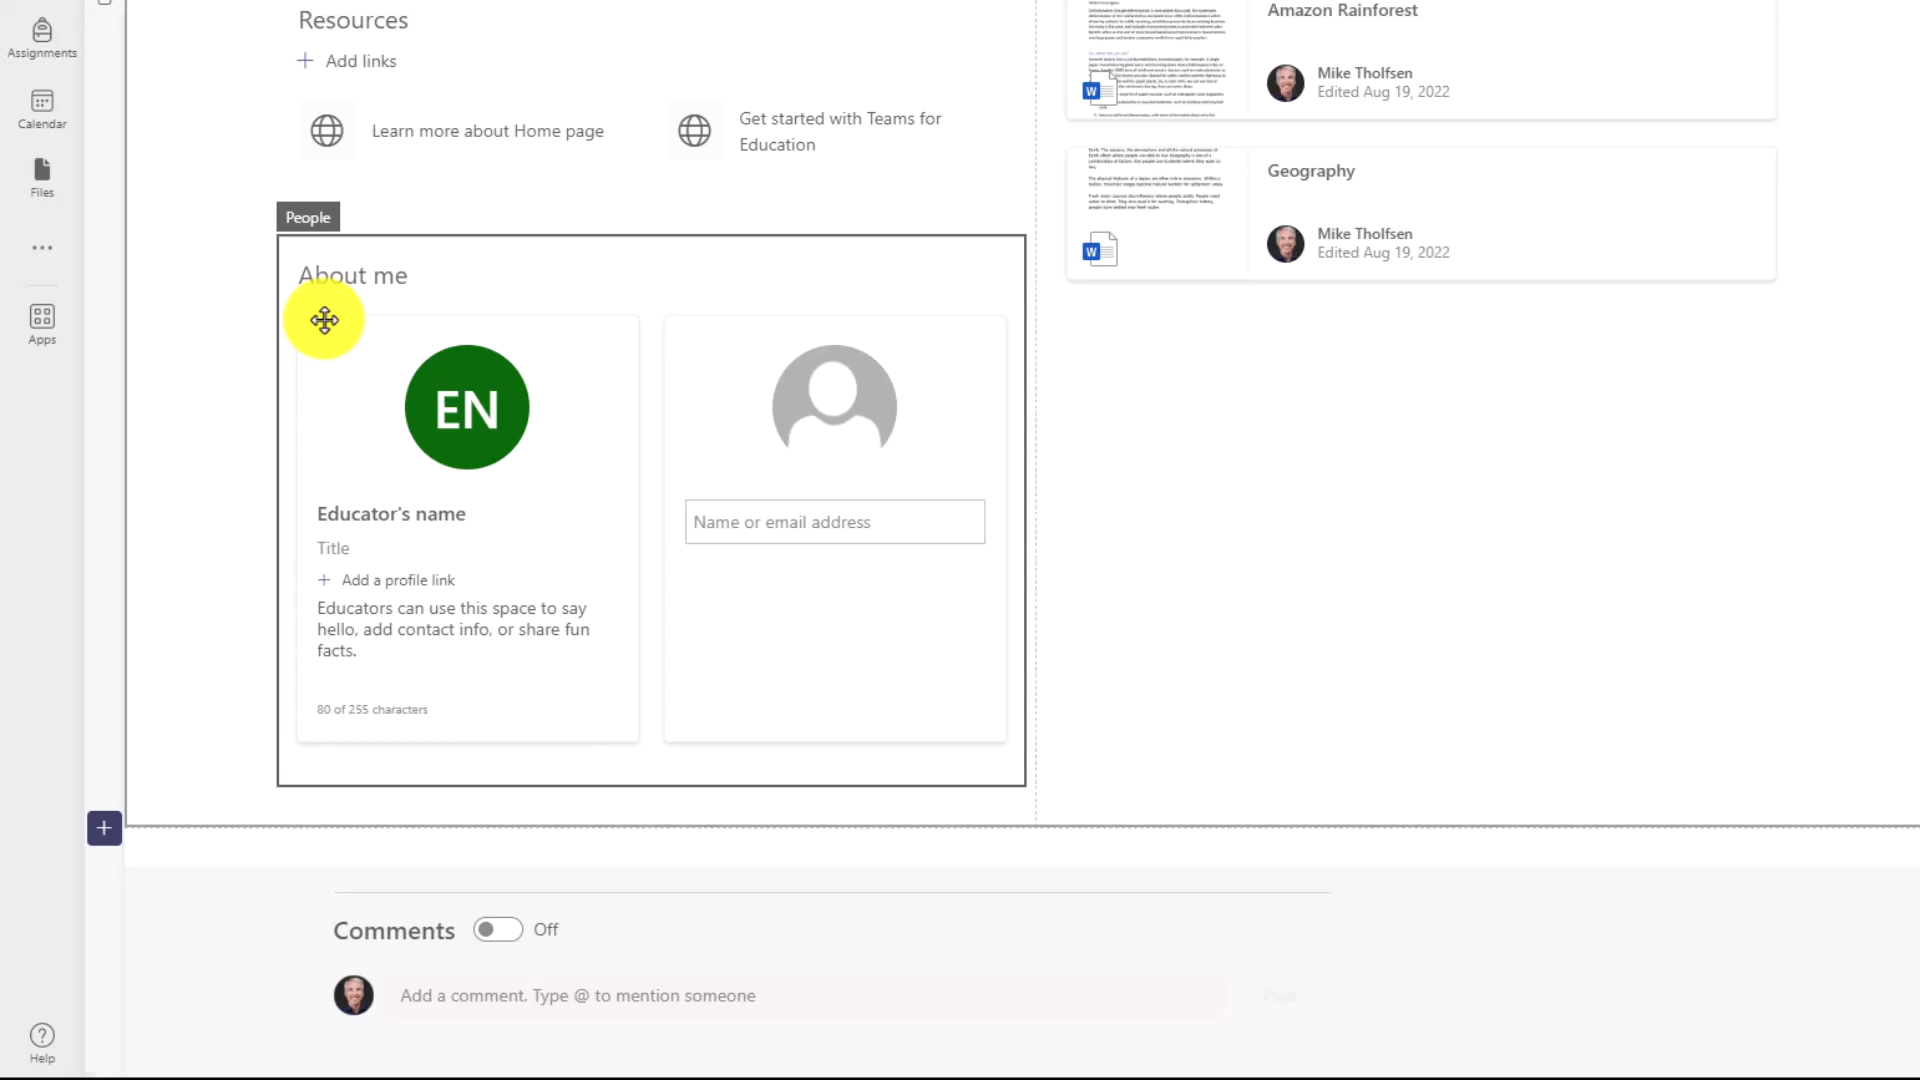 Assignments
Calendar
Files
Apps
Help
Resources
Add links
Learn more about Home page
Get started with Teams for
Education
People
About me
EN
Educator's name
Title
Add a profile link
Educators can use this space to say
hello, add contact info, or share fun
facts.
80 of 255 characters
Name or email address
Amazon Rainforest
W
Mike Tholfsen
Edited Aug 19, 2022
Geography
W
Mike Tholfsen
Edited Aug 19, 2022
Comments
Off
Add a comment. Type @ to mention someone
Post